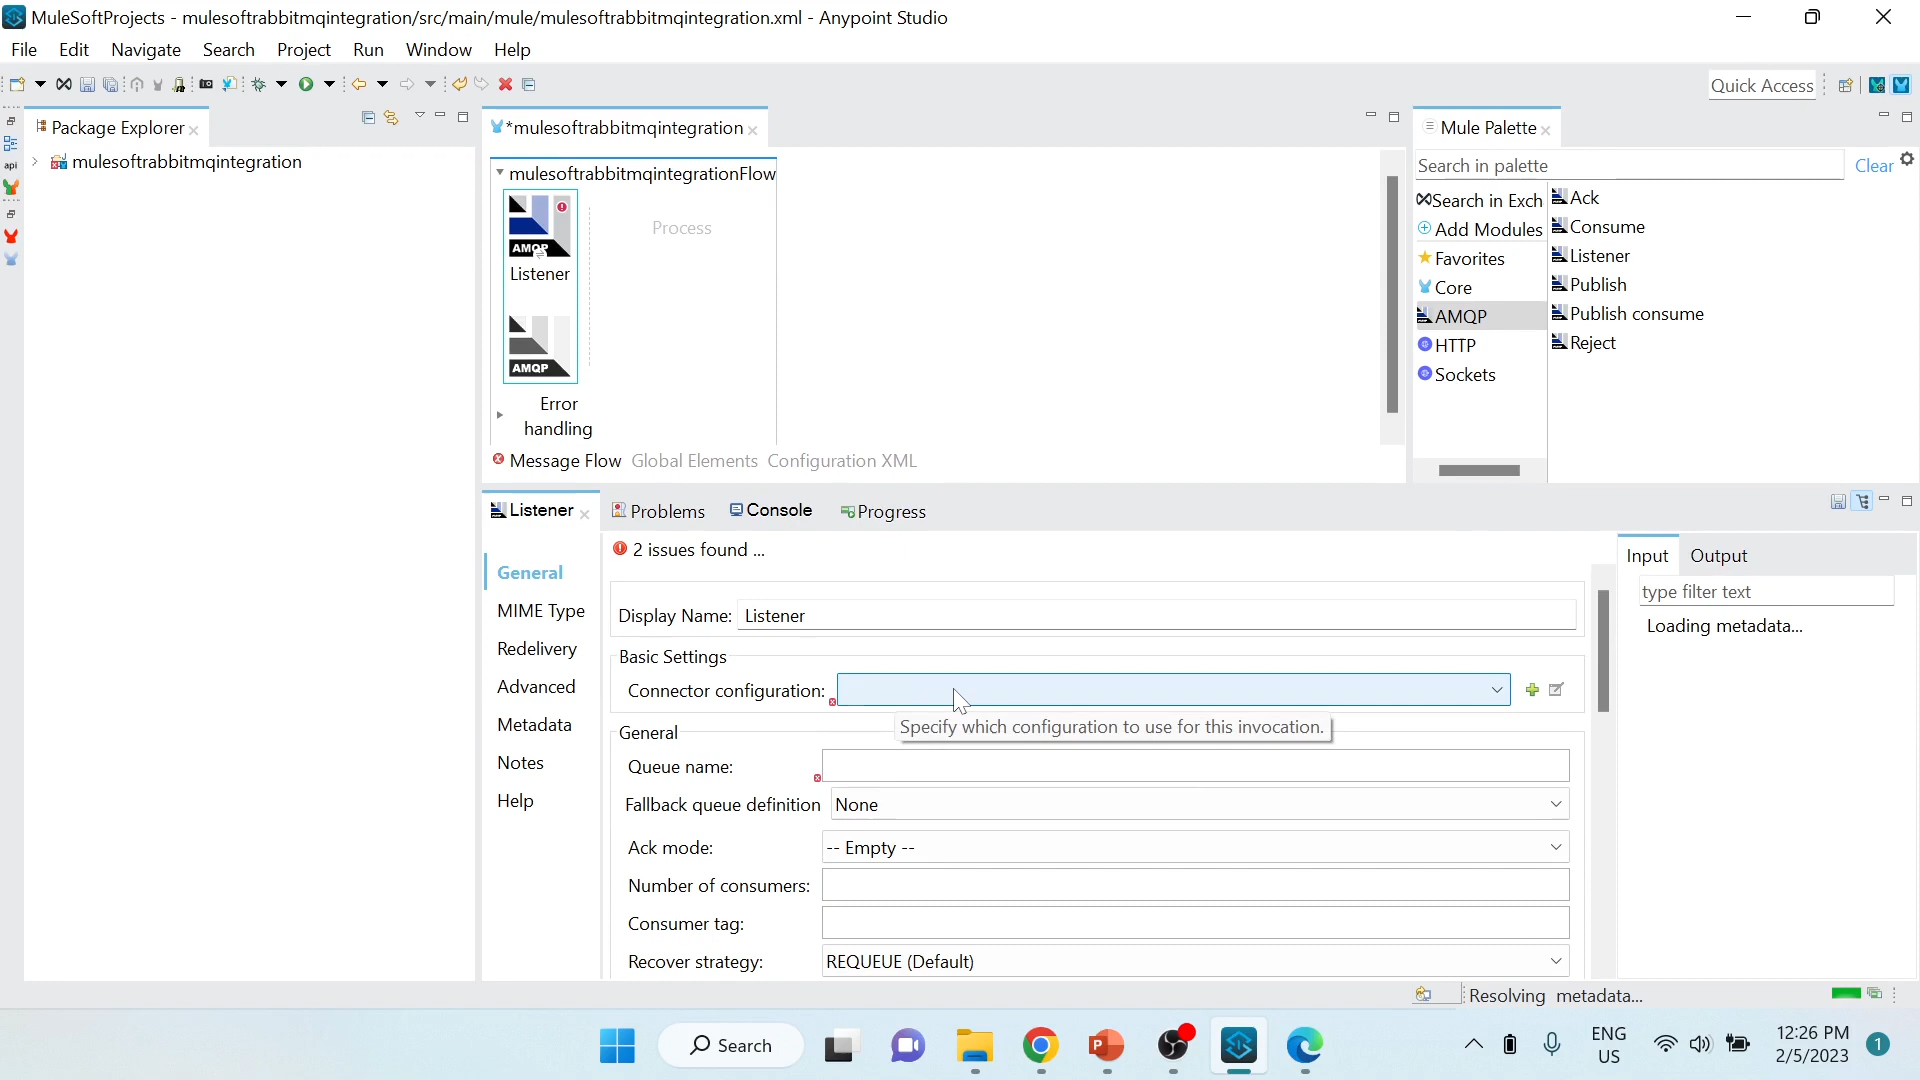 MuleSoftProjects - mulesoftrabbitmqintegration/src/main/mule/mulesoftrabbitmqintegration.xml - Anypoint Studio
File Edit Navigate Search Project Run Window Help
Quick Access
Package Explorer
mulesoftrabbitmqintegration
api
*mulesoftrabbitmqintegration
mulesoftrabbitmqintegrationFlow
Process
AMQP
Listener
AMQP
Error
handling
Message Flow Global Elements Configuration XML
Mule Palette
Search in palette Clear
Search in Exch
Add Modules
Favorites
Core
AMQP
HTTP
Sockets
Ack
Consume
Listener
Publish
Publish consume
Reject
Listener Problems Console Progress
2 issues found ...
General
MIME Type
Redelivery
Advanced
Metadata
Notes
Help
Display Name: Listener
Basic Settings
Connector configuration:
Specify which configuration to use for this invocation.
General
Queue name:
Fallback queue definition None
Ack mode: -- Empty --
Number of consumers:
Consumer tag:
Recover strategy: REQUEUE (Default)
Input Output
type filter text
Loading metadata...
Resolving metadata...
Search
ENG
US
12:26 PM
2/5/2023
1